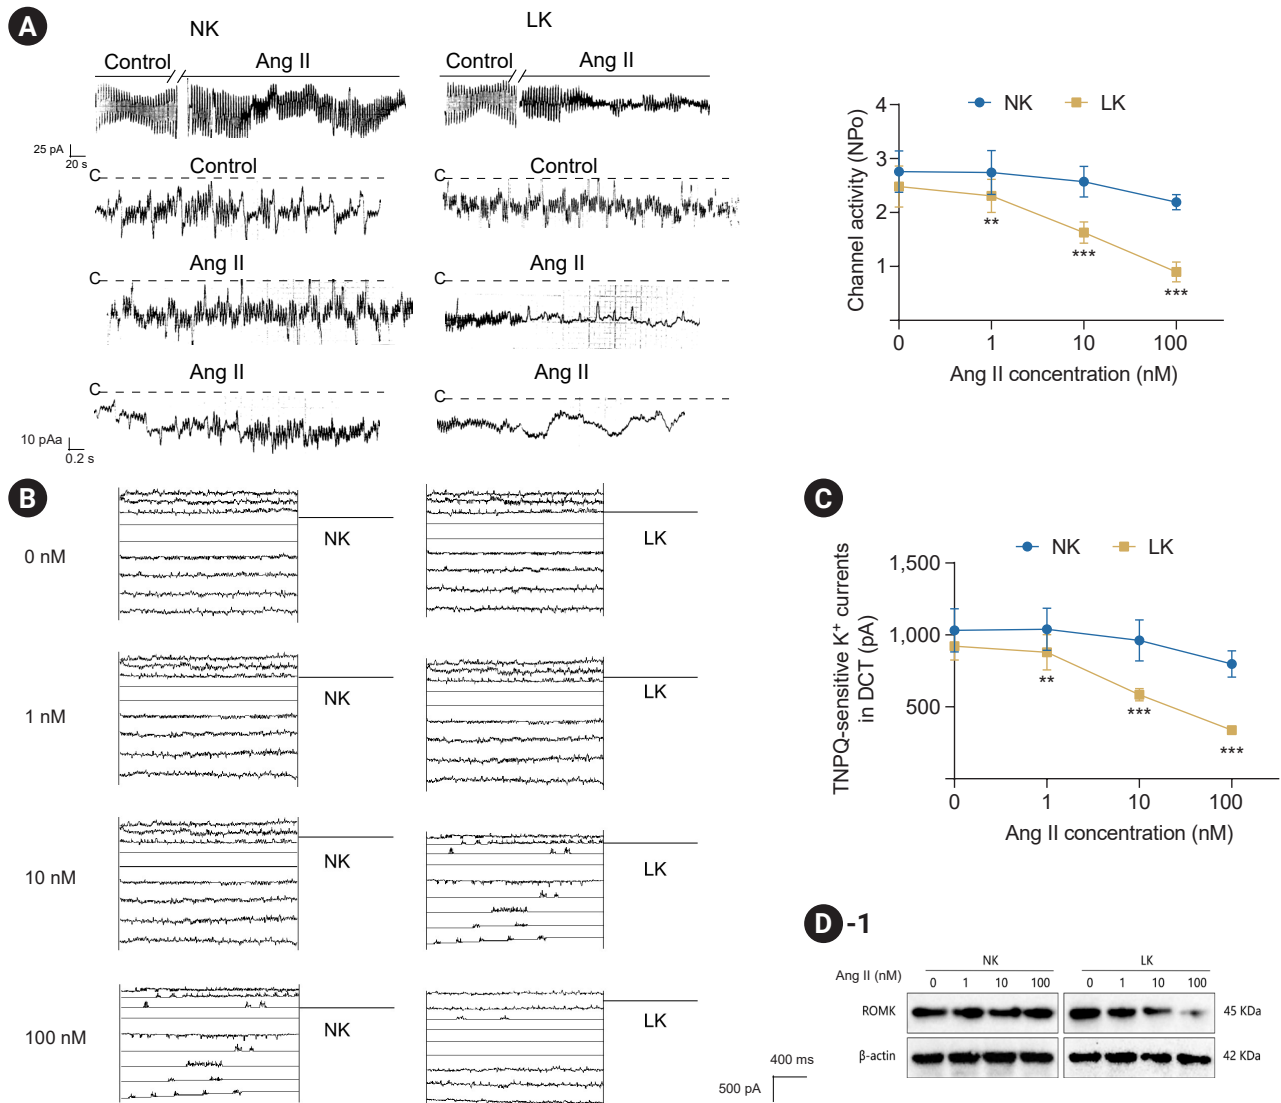 A
NK
LK
Control
Ang II
Control
Ang II
25 pA
20 s
Control
Control
C
C
Ang II
Ang II
C
C
Ang II
Ang II
C
C
10 pAa
0.2 s
NK
LK
Channel activity (NPo)
4
3
2
1
**
***
***
0
1
10
100
Ang II concentration (nM)
B
0 nM
NK
LK
1 nM
NK
LK
10 nM
NK
LK
100 nM
NK
LK
400 ms
500 pA
C
NK
LK
TNPQ-sensitive K⁺ currents
in DCT (pA)
1,500
1,000
500
**
***
***
0
1
10
100
Ang II concentration (nM)
D -1
NK
LK
Ang II (nM)
0 1 10 100
0 1 10 100
ROMK
45 KDa
β-actin
42 KDa